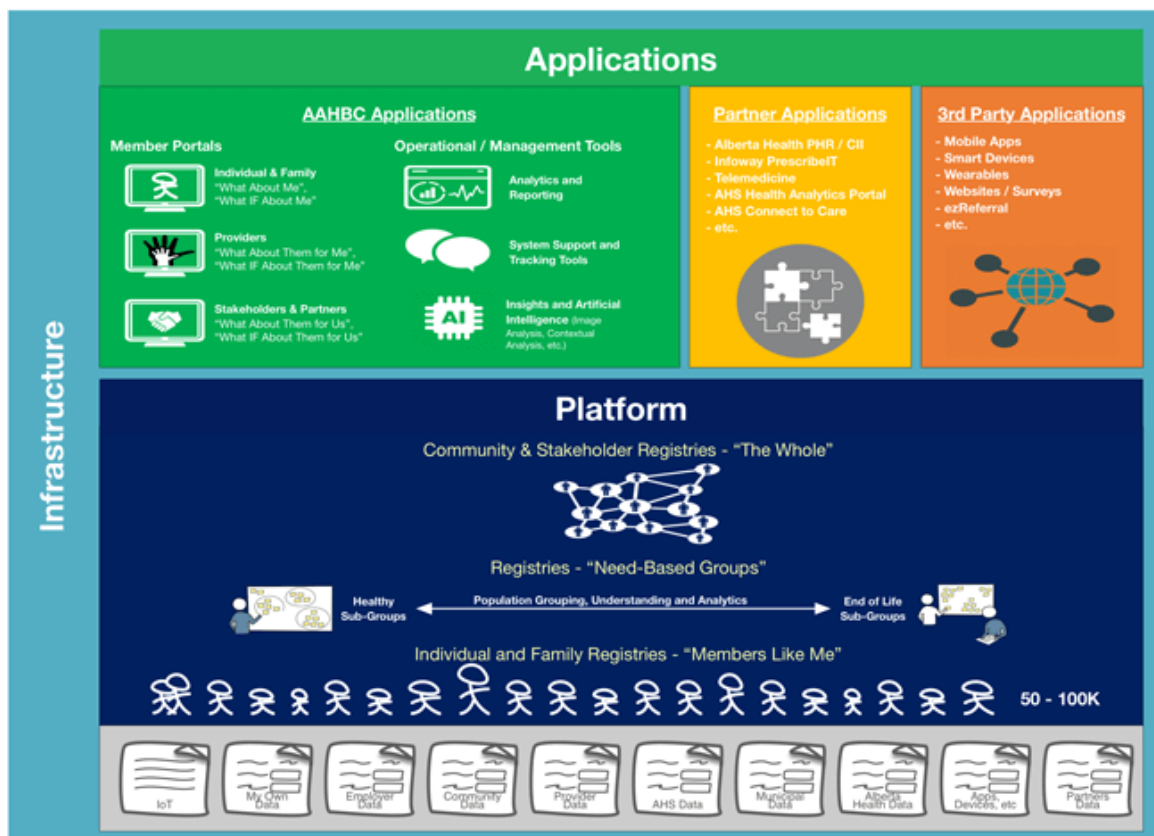 Infrastructure
Applications
AAHBC Applications
Member Portals
Individual & Family
"What About Me",
"What IF About Me"
Providers
"What About Them for Me",
"What IF About Them for Me"
Stakeholders & Partners
"What About Them for Us",
"What IF About Them for Us"
Operational / Management Tools
Analytics and
Reporting
System Support and
Tracking Tools
AI
Insights and Artificial
Intelligence (Image
Analysis, Contextual
Analysis, etc.)
Partner Applications
- Alberta Health PHR / CII
- Infoway PrescribeIT
- Telemedicine
- AHS Health Analytics Portal
- AHS Connect to Care
- etc.
3rd Party Applications
- Mobile Apps
- Smart Devices
- Wearables
- Websites / Surveys
- ezReferral
- etc.
Platform
Community & Stakeholder Registries - "The Whole"
Registries - "Need-Based Groups"
Healthy
Sub-Groups
Population Grouping, Understanding and Analytics
End of Life
Sub-Groups
Individual and Family Registries - "Members Like Me"
50 - 100K
IoT
My Own
Data
Employer
Data
Community
Data
Provider
Data
AHS Data
Municipal
Data
Alberta
Health Data
Apps,
Devices, etc
Partners
Data